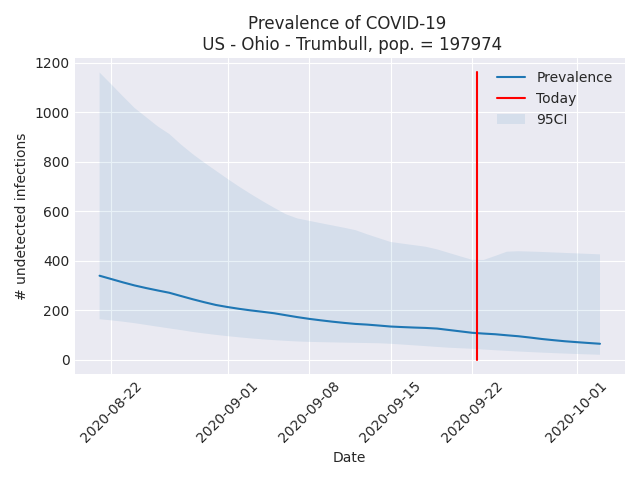 Prevalence of COVID-19
US - Ohio - Trumbull, pop. = 197974
1200
1000
800
600
400
200
0
# undetected infections
Prevalence
Today
95CI
2020-08-22
2020-09-01
2020-09-08
2020-09-15
2020-09-22
2020-10-01
Date